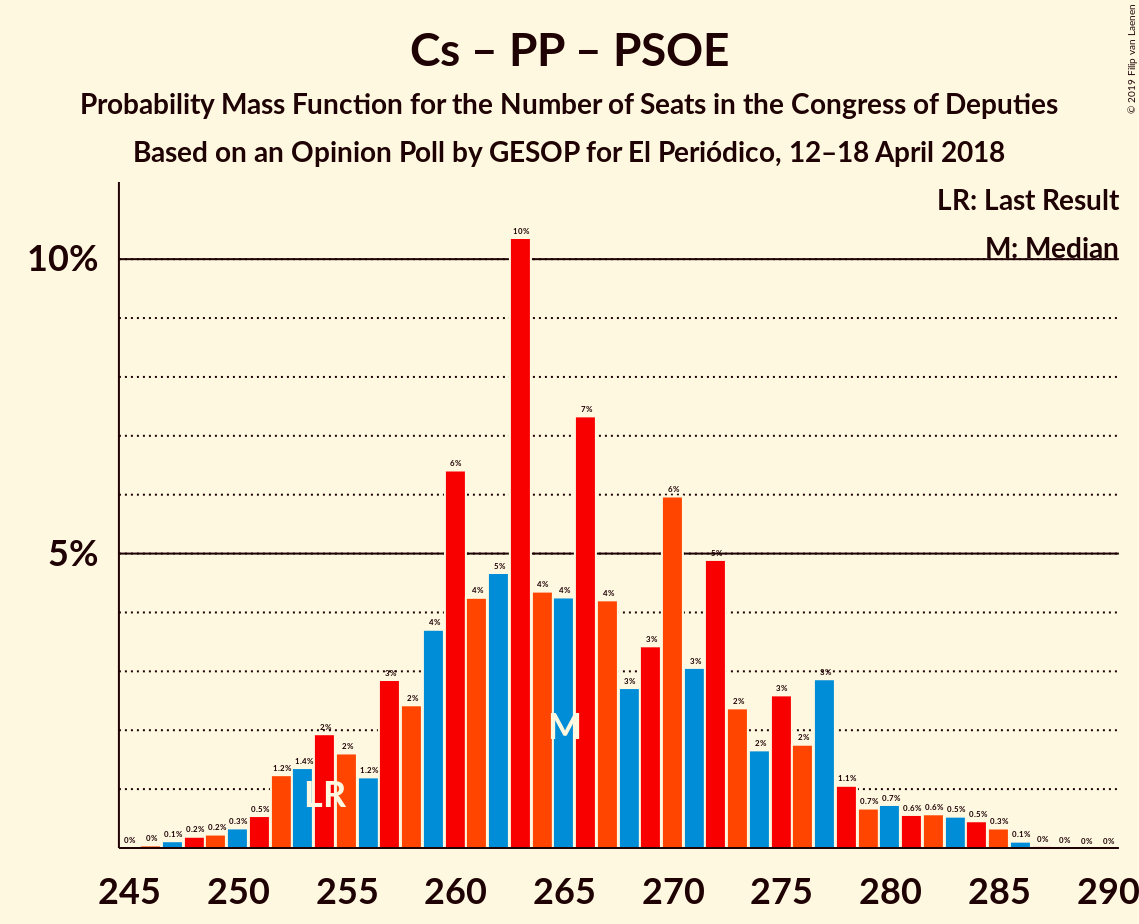 Cs – PP – PSOE
Probability Mass Function for the Number of Seats in the Congress of Deputies
Based on an Opinion Poll by GESOP for El Periódico, 12–18 April 2018
© 2019 Filip van Laenen
LR: Last Result
M: Median
10%
5%
0% 0% 0.1% 0.2% 0.2% 0.3% 0.5% 1.2% 1.4% 2% 2% 1.2% 3% 2% 4% 6% 4% 5% 10% 4% 4% 7% 4% 3% 3% 6% 3% 5% 2% 2% 3% 2% 3% 1.1% 0.7% 0.7% 0.6% 0.6% 0.5% 0.5% 0.3% 0.1% 0% 0% 0% 0%
M
LR
245 250 255 260 265 270 275 280 285 290